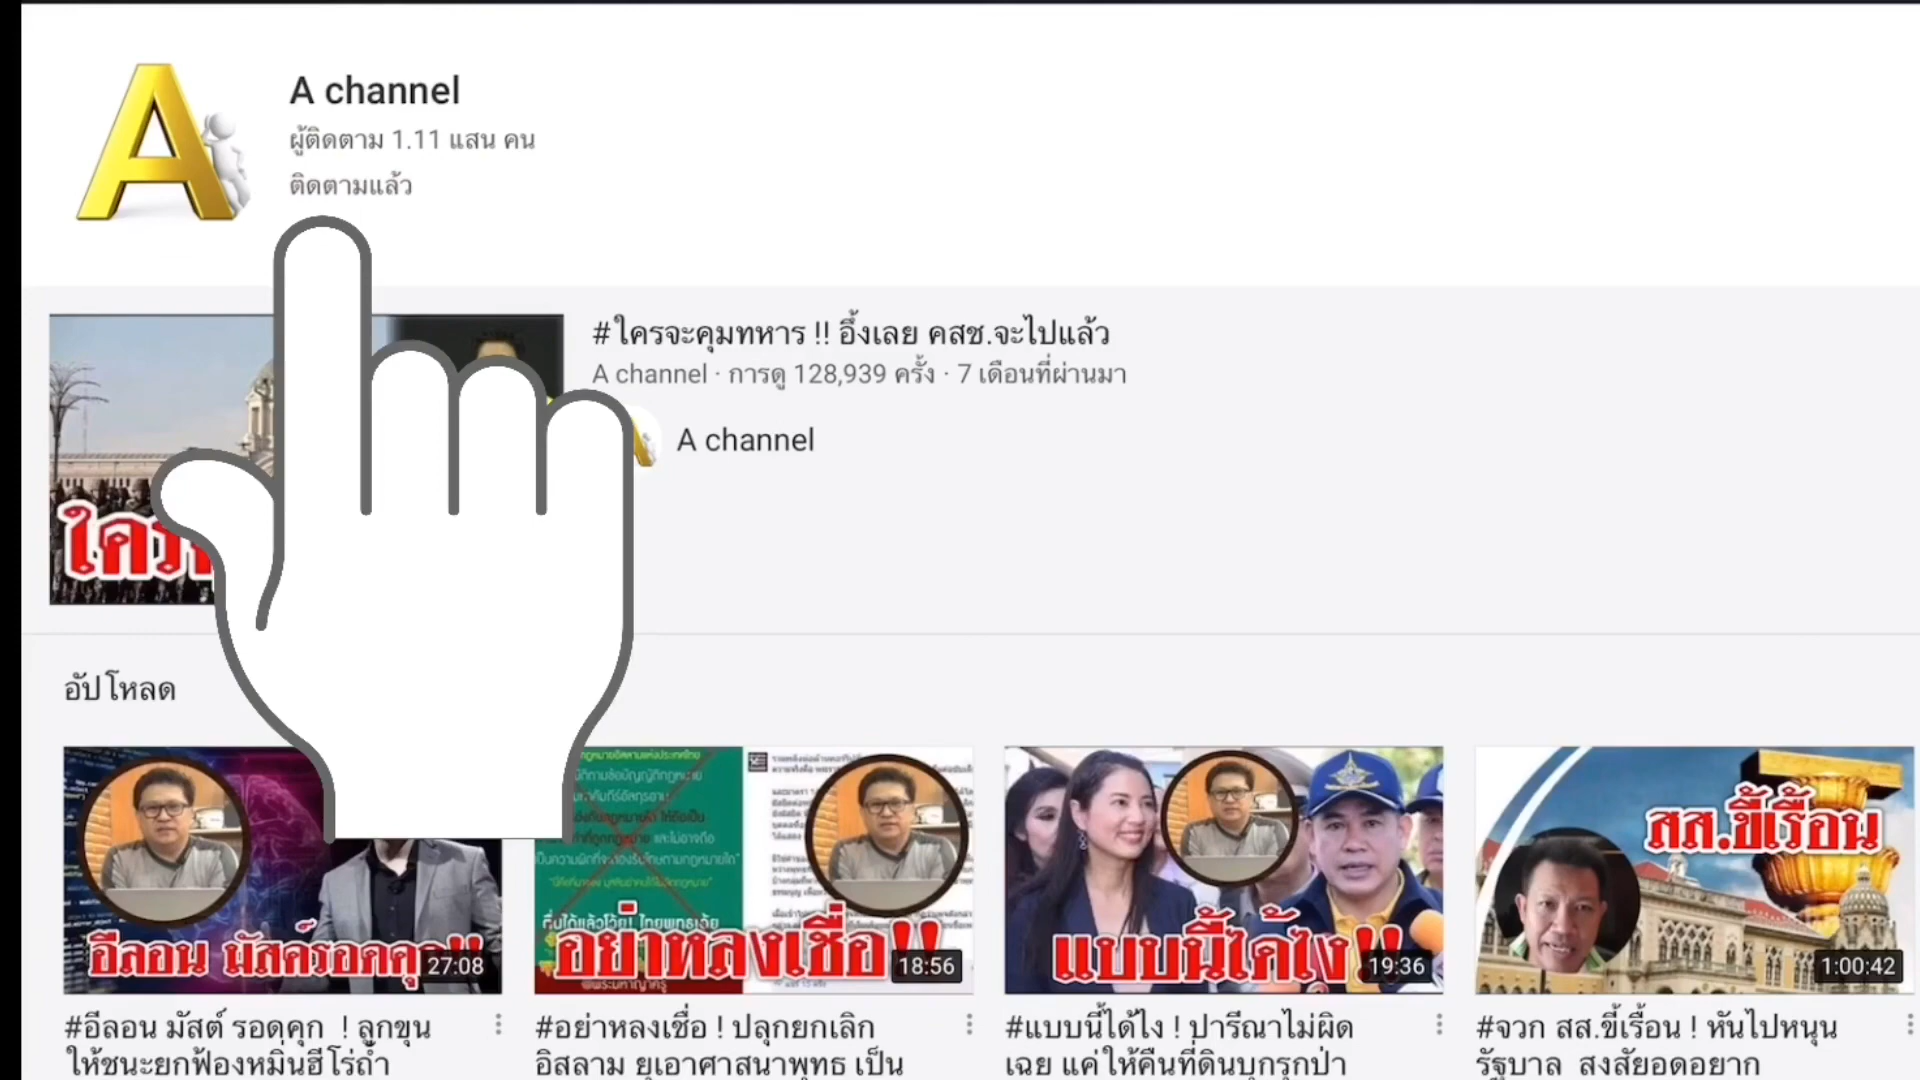 A channel
ผู้ติดตาม 1.11 แสน คน
ติดตามแล้ว
#ใครจะคุมทหาร !! อึ้งเลย คสช.จะไปแล้ว
A channel · การดู 128,939 ครั้ง · 7 เดือนที่ผ่านมา
A channel
อัปโหลด
อีลอน มัสค์รอดคุก!!
27:08
อย่าหลงเชื่อ!!
18:56
แบบนี้ได้ไง!!
19:36
สส.ขี้เรื้อน
1:00:42
#อีลอน มัสต์ รอดคุก ! ลูกขุน
ให้ชนะยกฟ้องหมิ่นฮีโร่ถ้ำ
#อย่าหลงเชื่อ ! ปลุกยกเลิก
อิสลาม ยุเอาศาสนาพุทธ เป็น
#แบบนี้ได้ไง ! ปารีณาไม่ผิด
เฉย แค่ให้คืนที่ดินบุกรุกป่า
#จวก สส.ขี้เรื้อน ! หันไปหนุน
รัฐบาล สงสัยอดอยาก